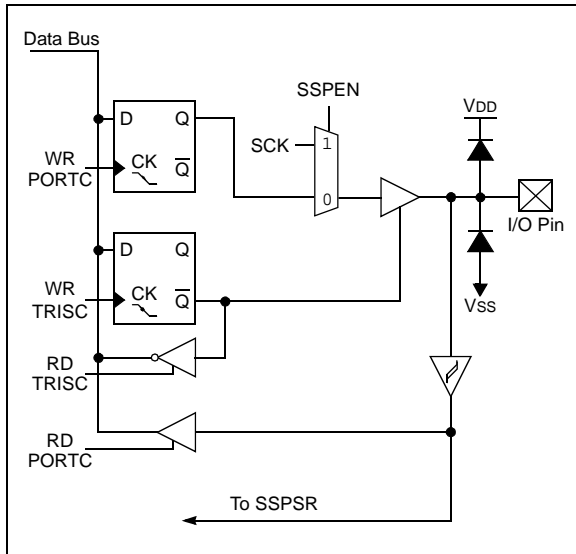 Data Bus
SSPEN
VDD
D Q
SCK
1
WR
PORTC
CK
Q
0
I/O Pin
D Q
VSS
WR
TRISC
CK
Q
RD
TRISC
RD
PORTC
To SSPSR